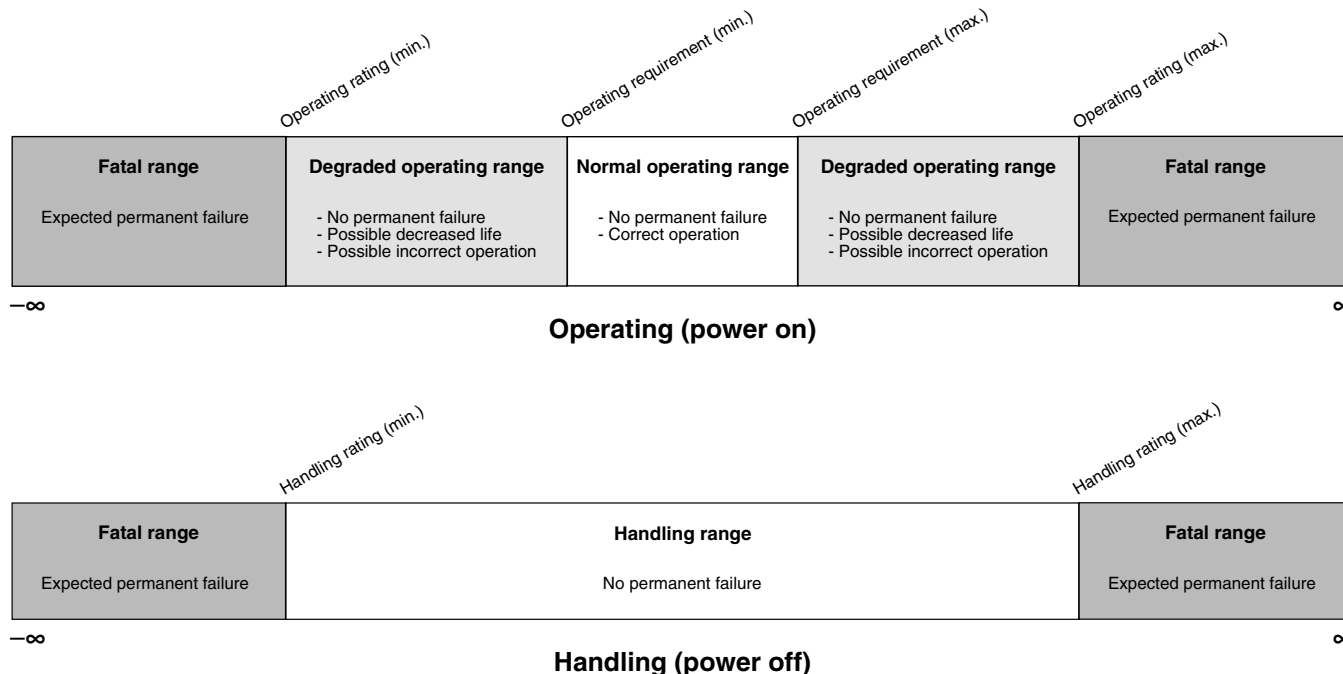 Operating rating (min.)
Operating requirement (min.)
Operating requirement (max.)
Operating rating (max.)
Fatal range
Degraded operating range
Normal operating range
Degraded operating range
Fatal range
Expected permanent failure
- No permanent failure
- Possible decreased life
- Possible incorrect operation
- No permanent failure
- Correct operation
- No permanent failure
- Possible decreased life
- Possible incorrect operation
Expected permanent failure
–∞
∞
Operating (power on)
Handling rating (min.)
Handling rating (max.)
Fatal range
Handling range
Fatal range
Expected permanent failure
No permanent failure
Expected permanent failure
–∞
∞
Handling (power off)